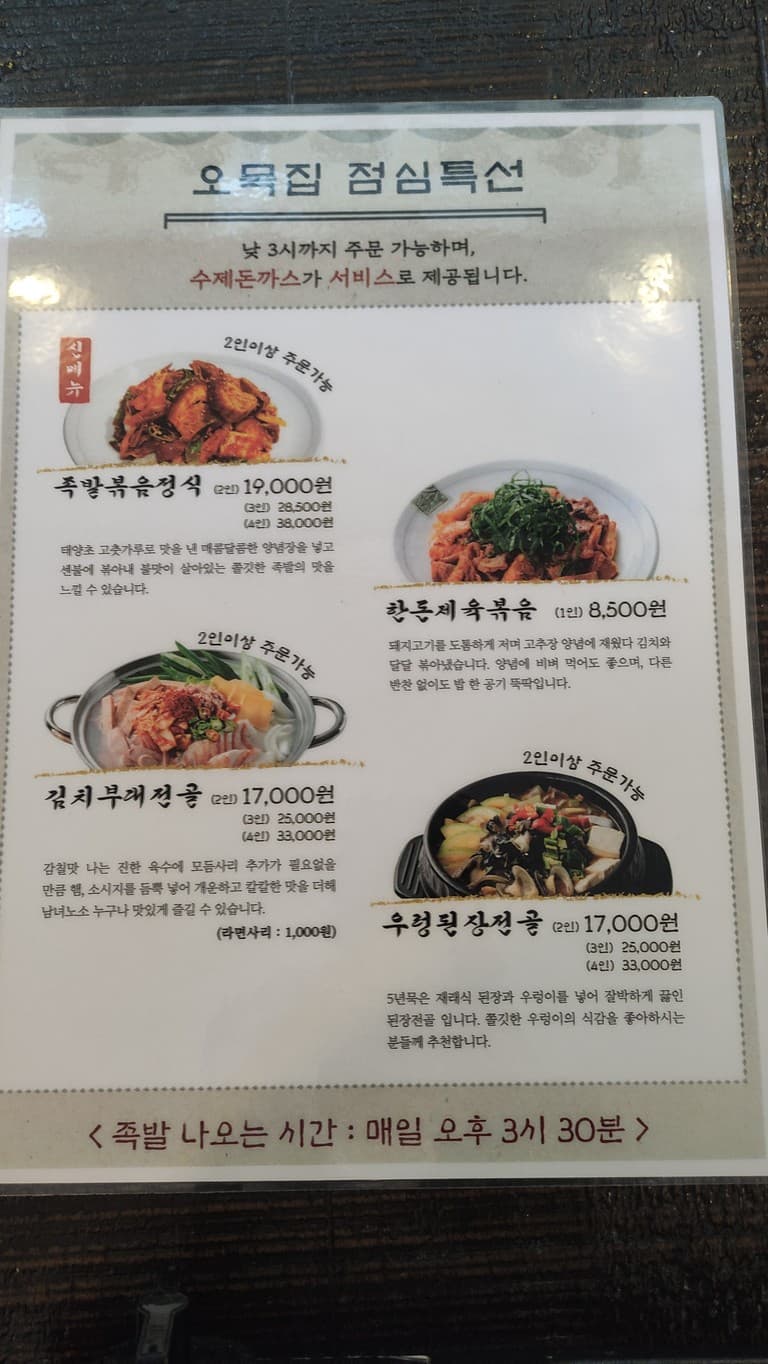 오목집 점심특선
낮 3시까지 주문 가능하며,
수제돈까스가 서비스로 제공됩니다.
신메뉴
2인이상 주문가능
족발볶음정식 (2인) 19,000원
(3인) 28,500원
(4인) 38,000원
태양초 고춧가루로 맛을 낸 매콤달콤한 양념장을 넣고
센불에 볶아내 불맛이 살아있는 쫄깃한 족발의 맛을
느낄 수 있습니다.
한돈제육볶음 (1인) 8,500원
돼지고기를 도톰하게 저며 고추장 양념에 재웠다 김치와
달달 볶아냈습니다. 양념에 비벼 먹어도 좋으며, 다른
반찬 없이도 밥 한 공기 뚝딱입니다.
2인이상 주문가능
김치부대전골 (2인) 17,000원
(3인) 25,000원
(4인) 33,000원
감칠맛 나는 진한 육수에 모듬사리 추가가 필요없을
만큼 햄, 소시지를 듬뿍 넣어 개운하고 칼칼한 맛을 더해
남녀노소 누구나 맛있게 즐길 수 있습니다.
(라면사리 : 1,000원)
2인이상 주문가능
우렁된장전골 (2인) 17,000원
(3인) 25,000원
(4인) 33,000원
5년묵은 재래식 된장과 우렁이를 넣어 잘박하게 끓인
된장전골 입니다. 쫄깃한 우렁이의 식감을 좋아하시는
분들께 추천합니다.
< 족발 나오는 시간 : 매일 오후 3시 30분 >